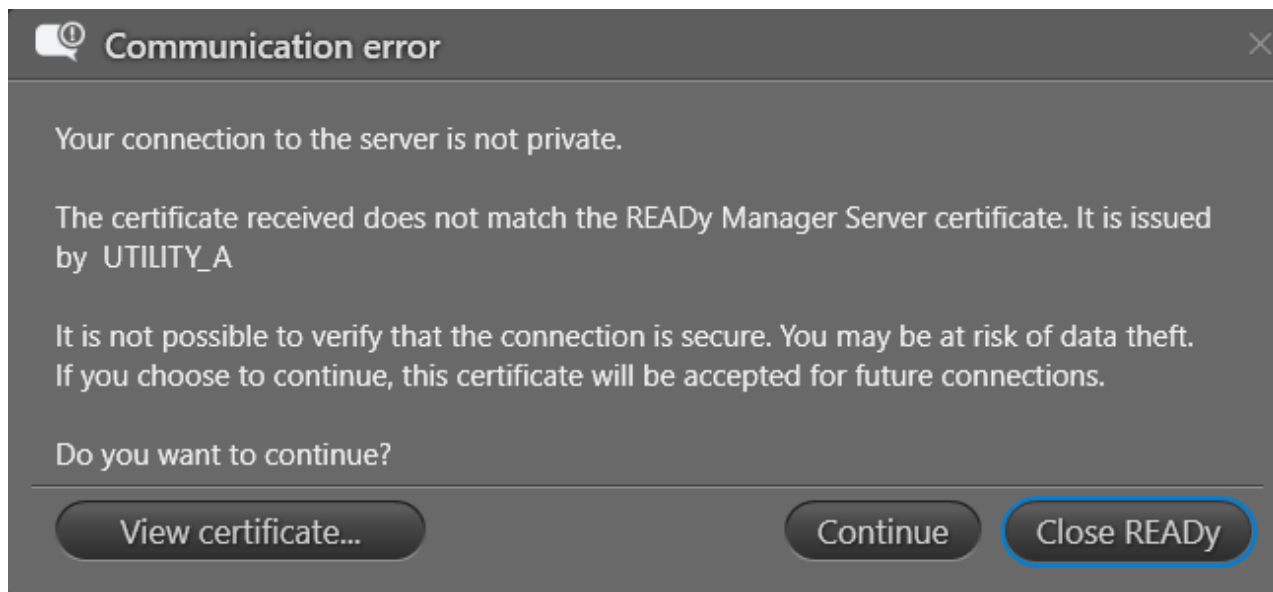 Communication error
Your connection to the server is not private.
The certificate received does not match the READy Manager Server certificate. It is issued
by UTILITY_A
It is not possible to verify that the connection is secure. You may be at risk of data theft.
If you choose to continue, this certificate will be accepted for future connections.
Do you want to continue?
View certificate...
Continue
Close READy